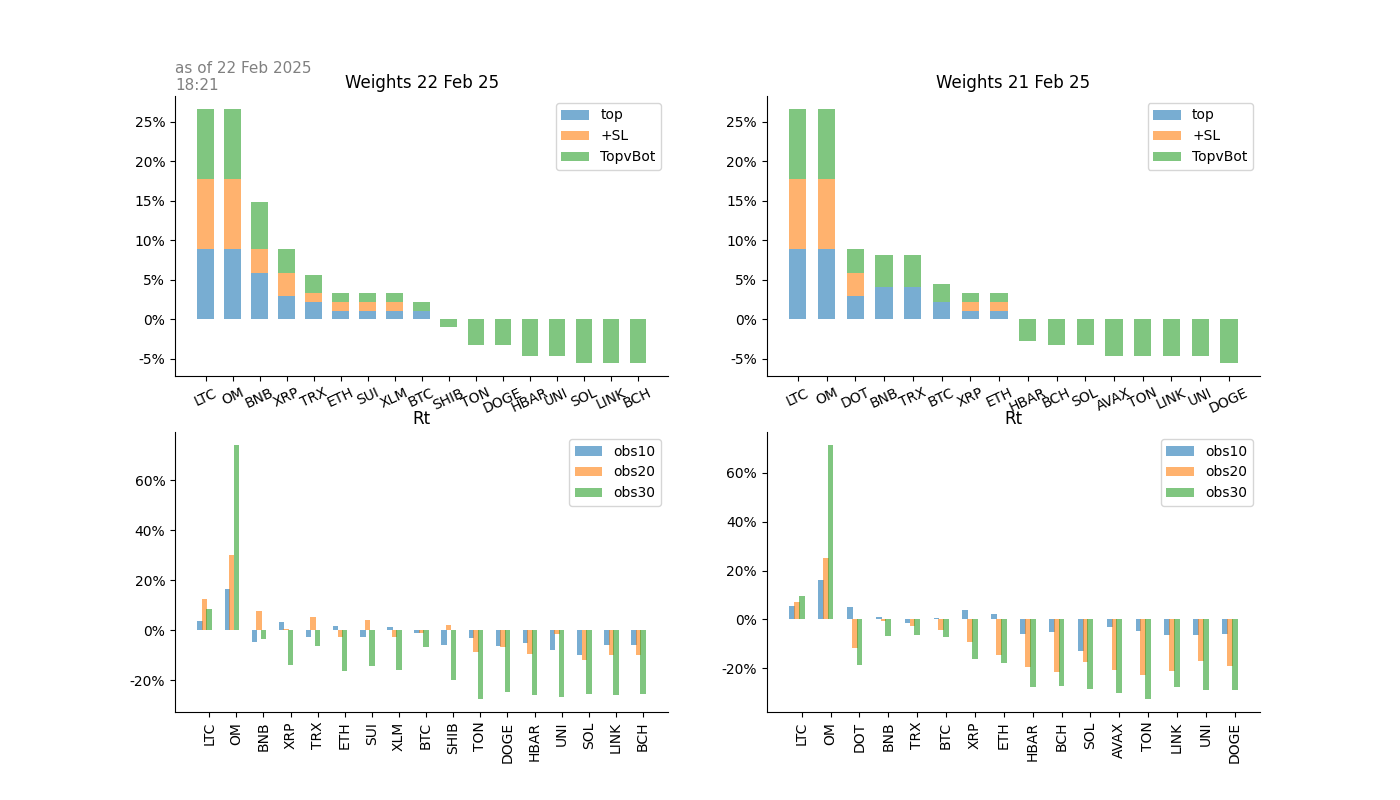 as of 22 Feb 2025
18:21
Weights 22 Feb 25
25%
20%
15%
10%
5%
0%
-5%
top
+SL
TopvBot
LTC OM BNB XRP TRX ETH SUI XLM BTC SHIB TON DOGE HBAR UNI SOL LINK BCH
Weights 21 Feb 25
25%
20%
15%
10%
5%
0%
-5%
top
+SL
TopvBot
LTC OM DOT BNB TRX BTC XRP ETH HBAR BCH SOL AVAX TON LINK UNI DOGE
Rt
60%
40%
20%
0%
-20%
obs10
obs20
obs30
LTC OM BNB XRP TRX ETH SUI XLM BTC SHIB TON DOGE HBAR UNI SOL LINK BCH
Rt
60%
40%
20%
0%
-20%
obs10
obs20
obs30
LTC OM DOT BNB TRX BTC XRP ETH HBAR BCH SOL AVAX TON LINK UNI DOGE